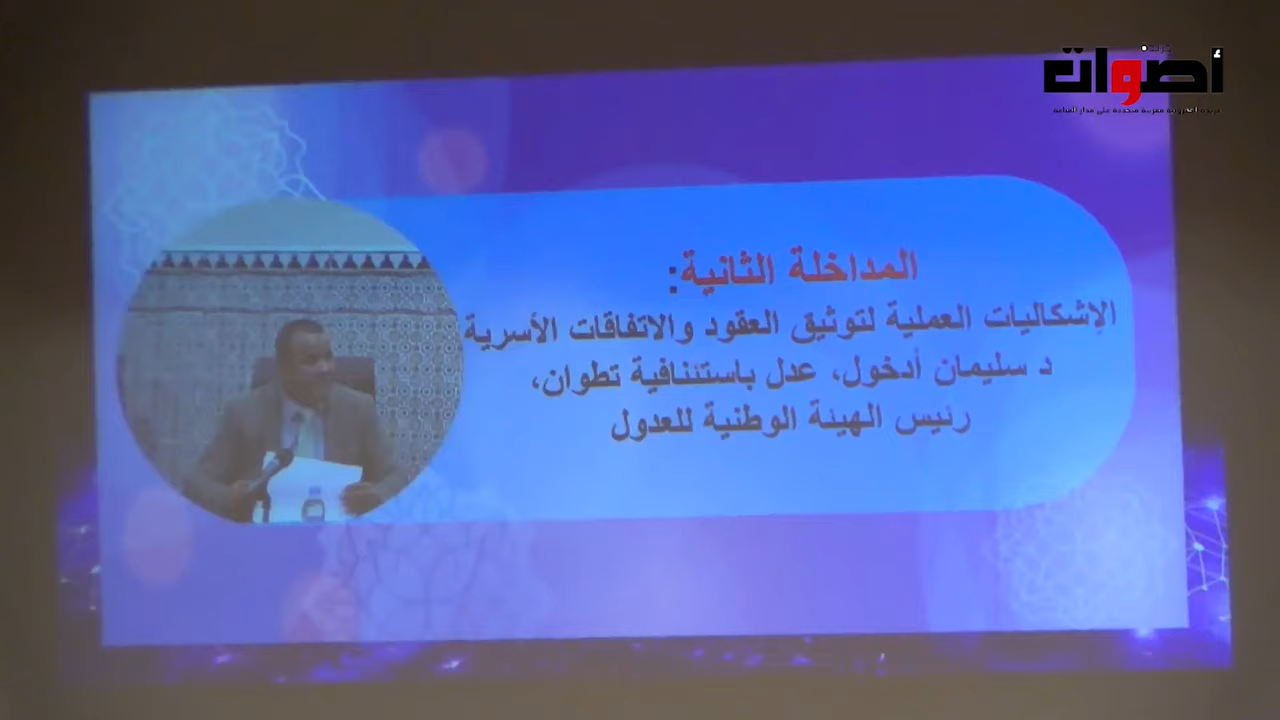 أصوات
المداخلة الثانية:
الإشكاليات العملية لتوثيق العقود والاتفاقات الأسرية
د سليمان أدخول، عدل باستئنافية تطوان،
رئيس الهيئة الوطنية للعدول